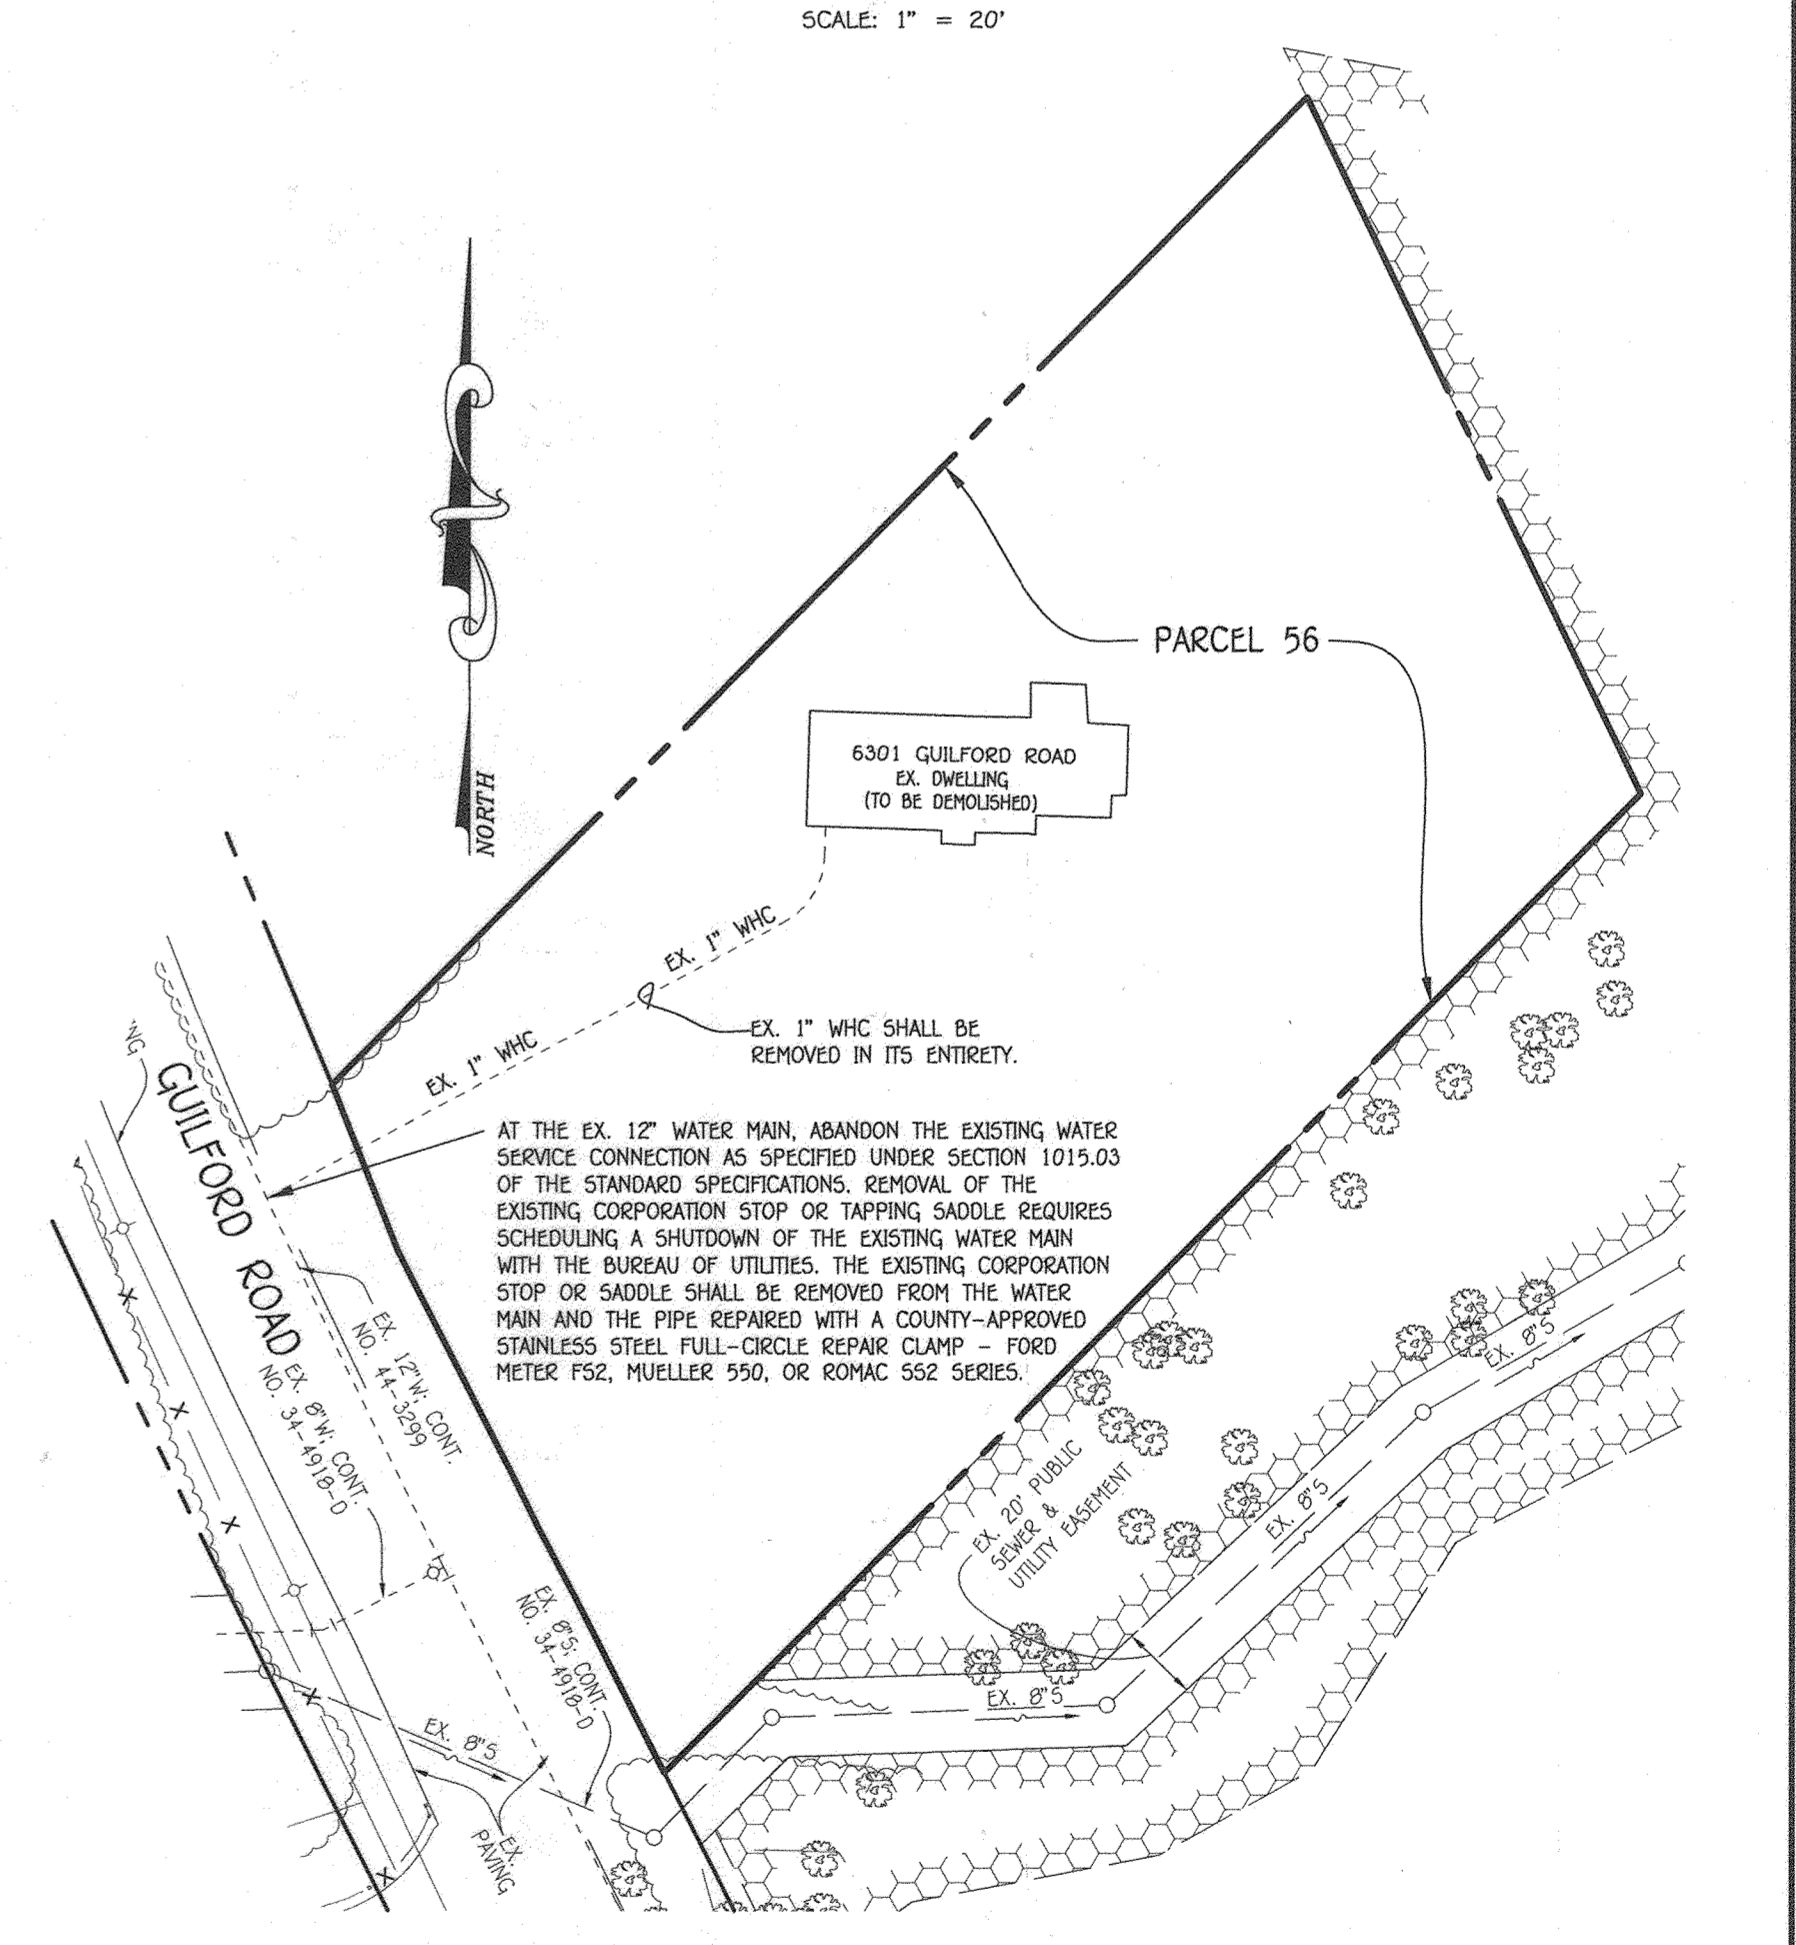 SCALE: 1" = 20'
NORTH
PARCEL 56
6301 GUILFORD ROAD
EX. DWELLING
(TO BE DEMOLISHED)
EX. 1" WHC
EX. 1" WHC
EX. 1" WHC SHALL BE
REMOVED IN ITS ENTIRETY.
AT THE EX. 12" WATER MAIN, ABANDON THE EXISTING WATER
SERVICE CONNECTION AS SPECIFIED UNDER SECTION 1015.03
OF THE STANDARD SPECIFICATIONS. REMOVAL OF THE
EXISTING CORPORATION STOP OR TAPPING SADDLE REQUIRES
SCHEDULING A SHUTDOWN OF THE EXISTING WATER MAIN
WITH THE BUREAU OF UTILITIES. THE EXISTING CORPORATION
STOP OR SADDLE SHALL BE REMOVED FROM THE WATER
MAIN AND THE PIPE REPAIRED WITH A COUNTY-APPROVED
STAINLESS STEEL FULL-CIRCLE REPAIR CLAMP - FORD
METER FS2, MUELLER 550, OR ROMAC SS2 SERIES.
NG
GUILFORD ROAD
EX. 12"W; CONT.
NO. 44-3299
EX. 8"W; CONT.
NO. 34-4918-D
EX. 8"S; CONT.
NO. 34-4918-D
EX. 8"S
EX.
PAVING
EX. 20' PUBLIC
SEWER &
UTILITY EASEMENT
EX. 8"S
EX. 8"S
EX. 8"S